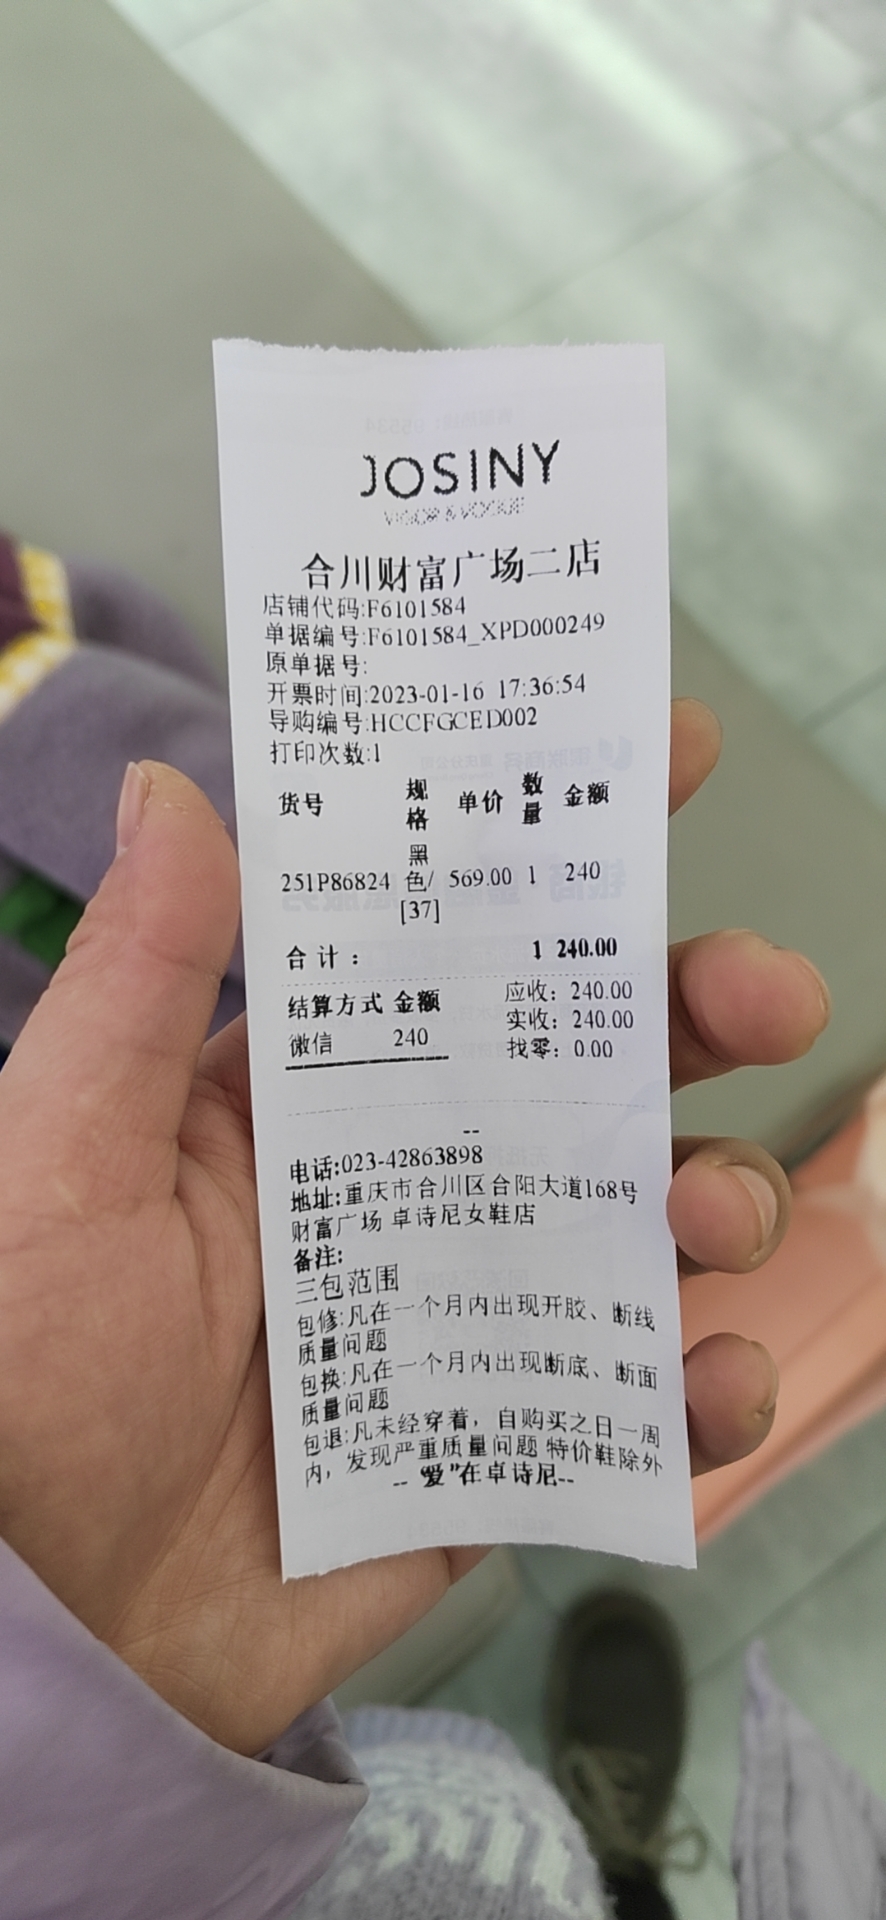 JOSINY
VIGOR & VOGUE
合川财富广场二店
店铺代码:F6101584
单据编号:F6101584_XPD000249
原单据号:
开票时间:2023-01-16 17:36:54
导购编号:HCCFGCED002
打印次数:1
货号 规格 单价 数量 金额
251P86824 黑色/[37] 569.00 1 240
合计： 1 240.00
结算方式 金额
微信 240
应收: 240.00
实收: 240.00
找零: 0.00
--
电话:023-42863898
地址:重庆市合川区合阳大道168号
财富广场 卓诗尼女鞋店
备注:
三包范围
包修:凡在一个月内出现开胶、断线
质量问题
包换:凡在一个月内出现断底、断面
质量问题
包退:凡未经穿着，自购买之日一周
内，发现严重质量问题 特价鞋除外
-- “爱”在卓诗尼--